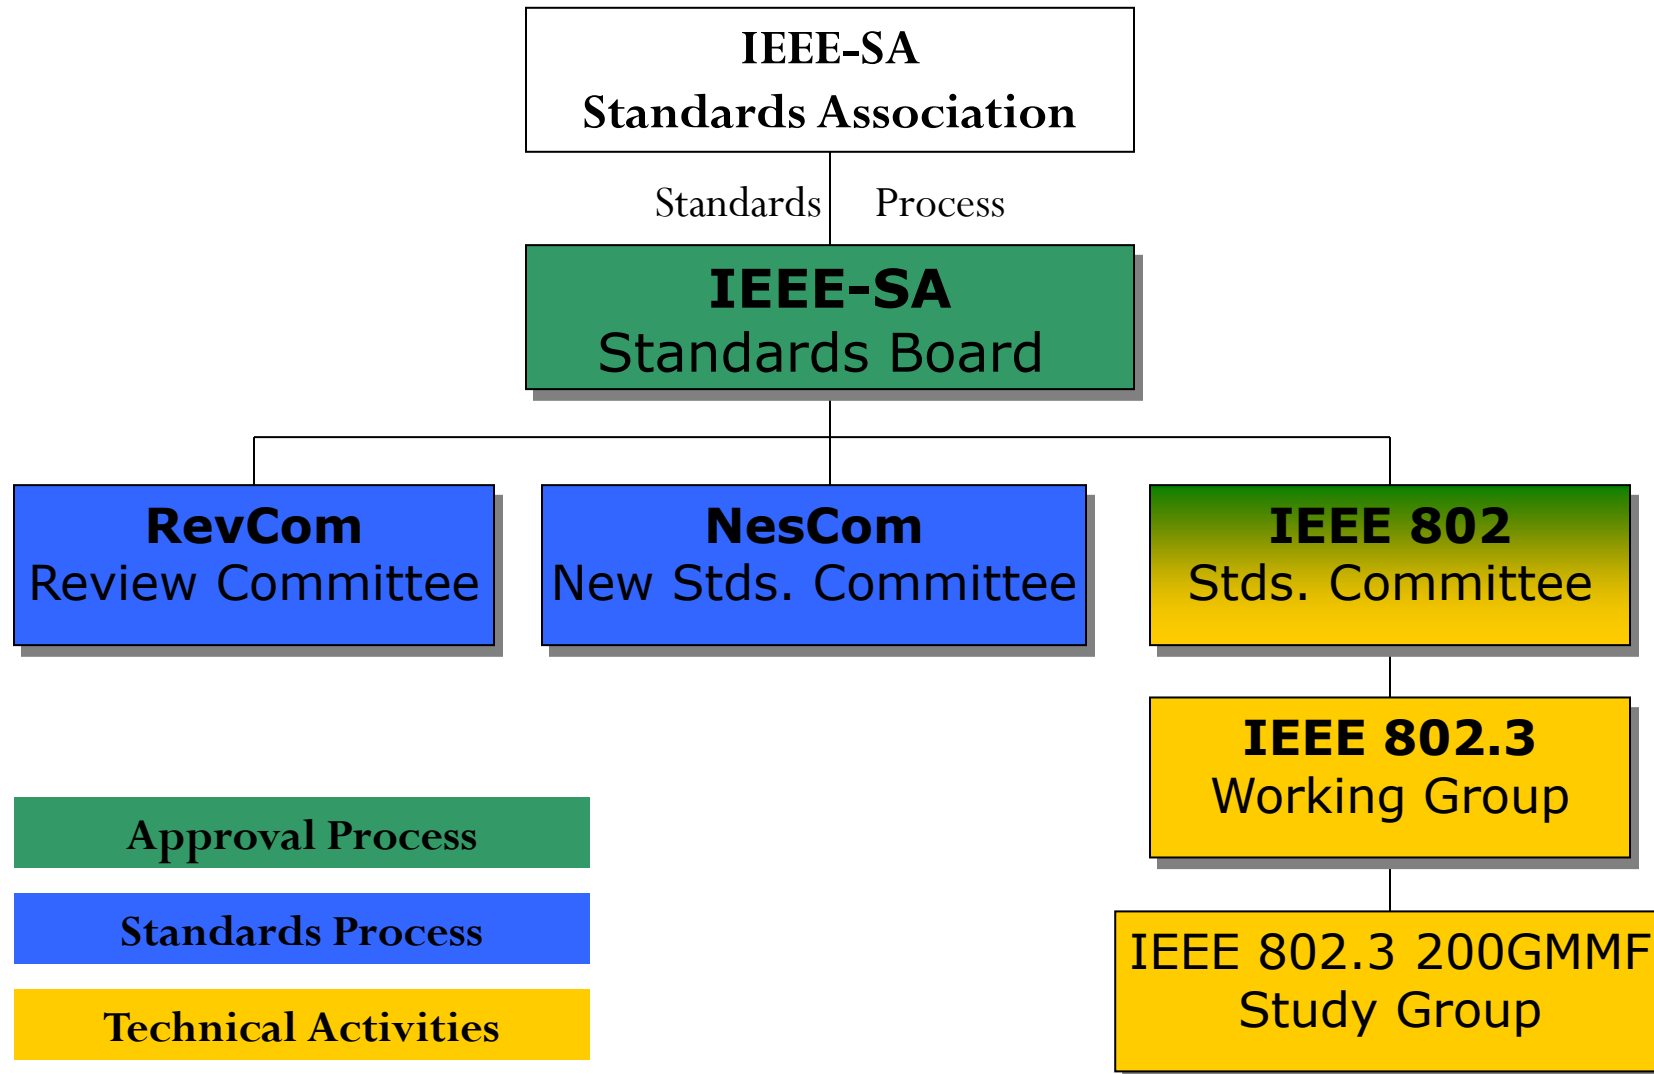 IEEE-SA
Standards Association
Standards Process
IEEE-SA
Standards Board
RevCom
Review Committee
NesCom
New Stds. Committee
IEEE 802
Stds. Committee
IEEE 802.3
Working Group
IEEE 802.3 200GMMF
Study Group
Approval Process
Standards Process
Technical Activities